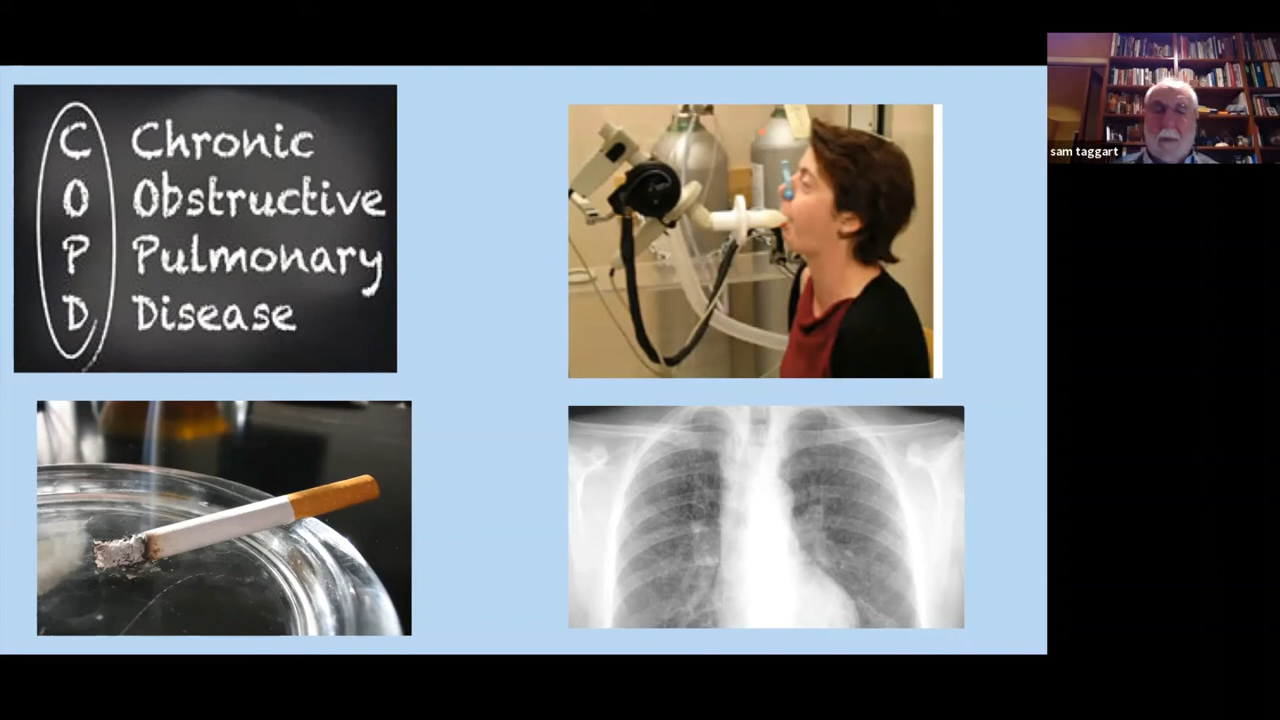 C Chronic
O Obstructive
P Pulmonary
D Disease
sam taggart